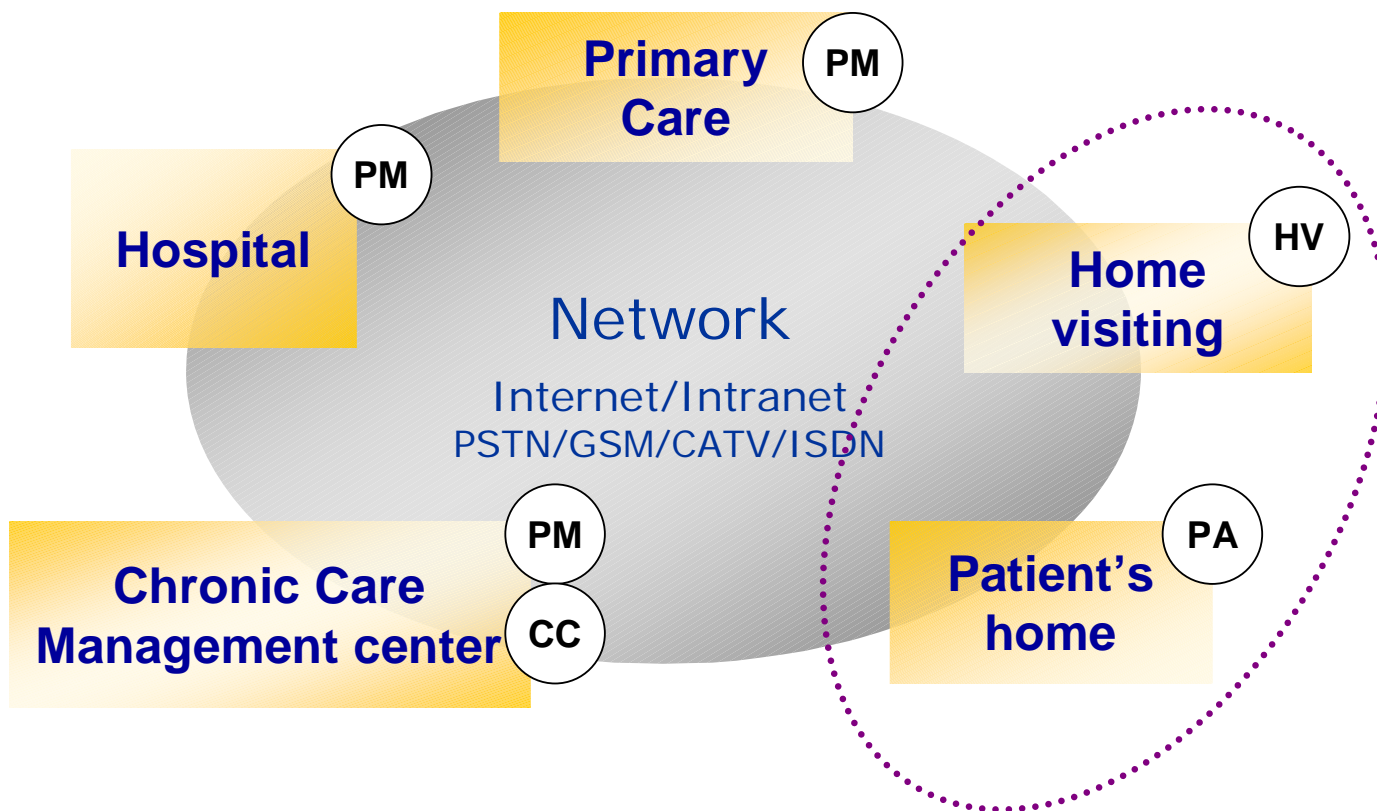 Primary
Care
PM
PM
Hospital
HV
Home
visiting
Network
Internet/Intranet
PSTN/GSM/CATV/ISDN
PM
Chronic Care
Management center
CC
PA
Patient’s
home